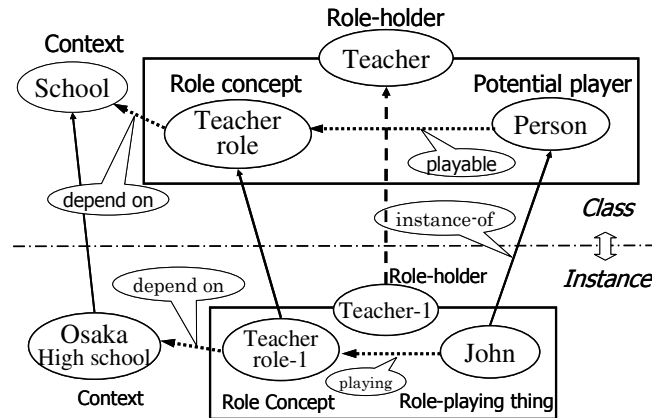 Role-holder
Context
Teacher
School
Role concept
Potential player
Teacher
role
Person
playable
depend on
instance-of
Class
Instance
depend on
Role-holder
Teacher-1
Osaka
High school
Teacher
role-1
John
playing
Context
Role Concept
Role-playing thing